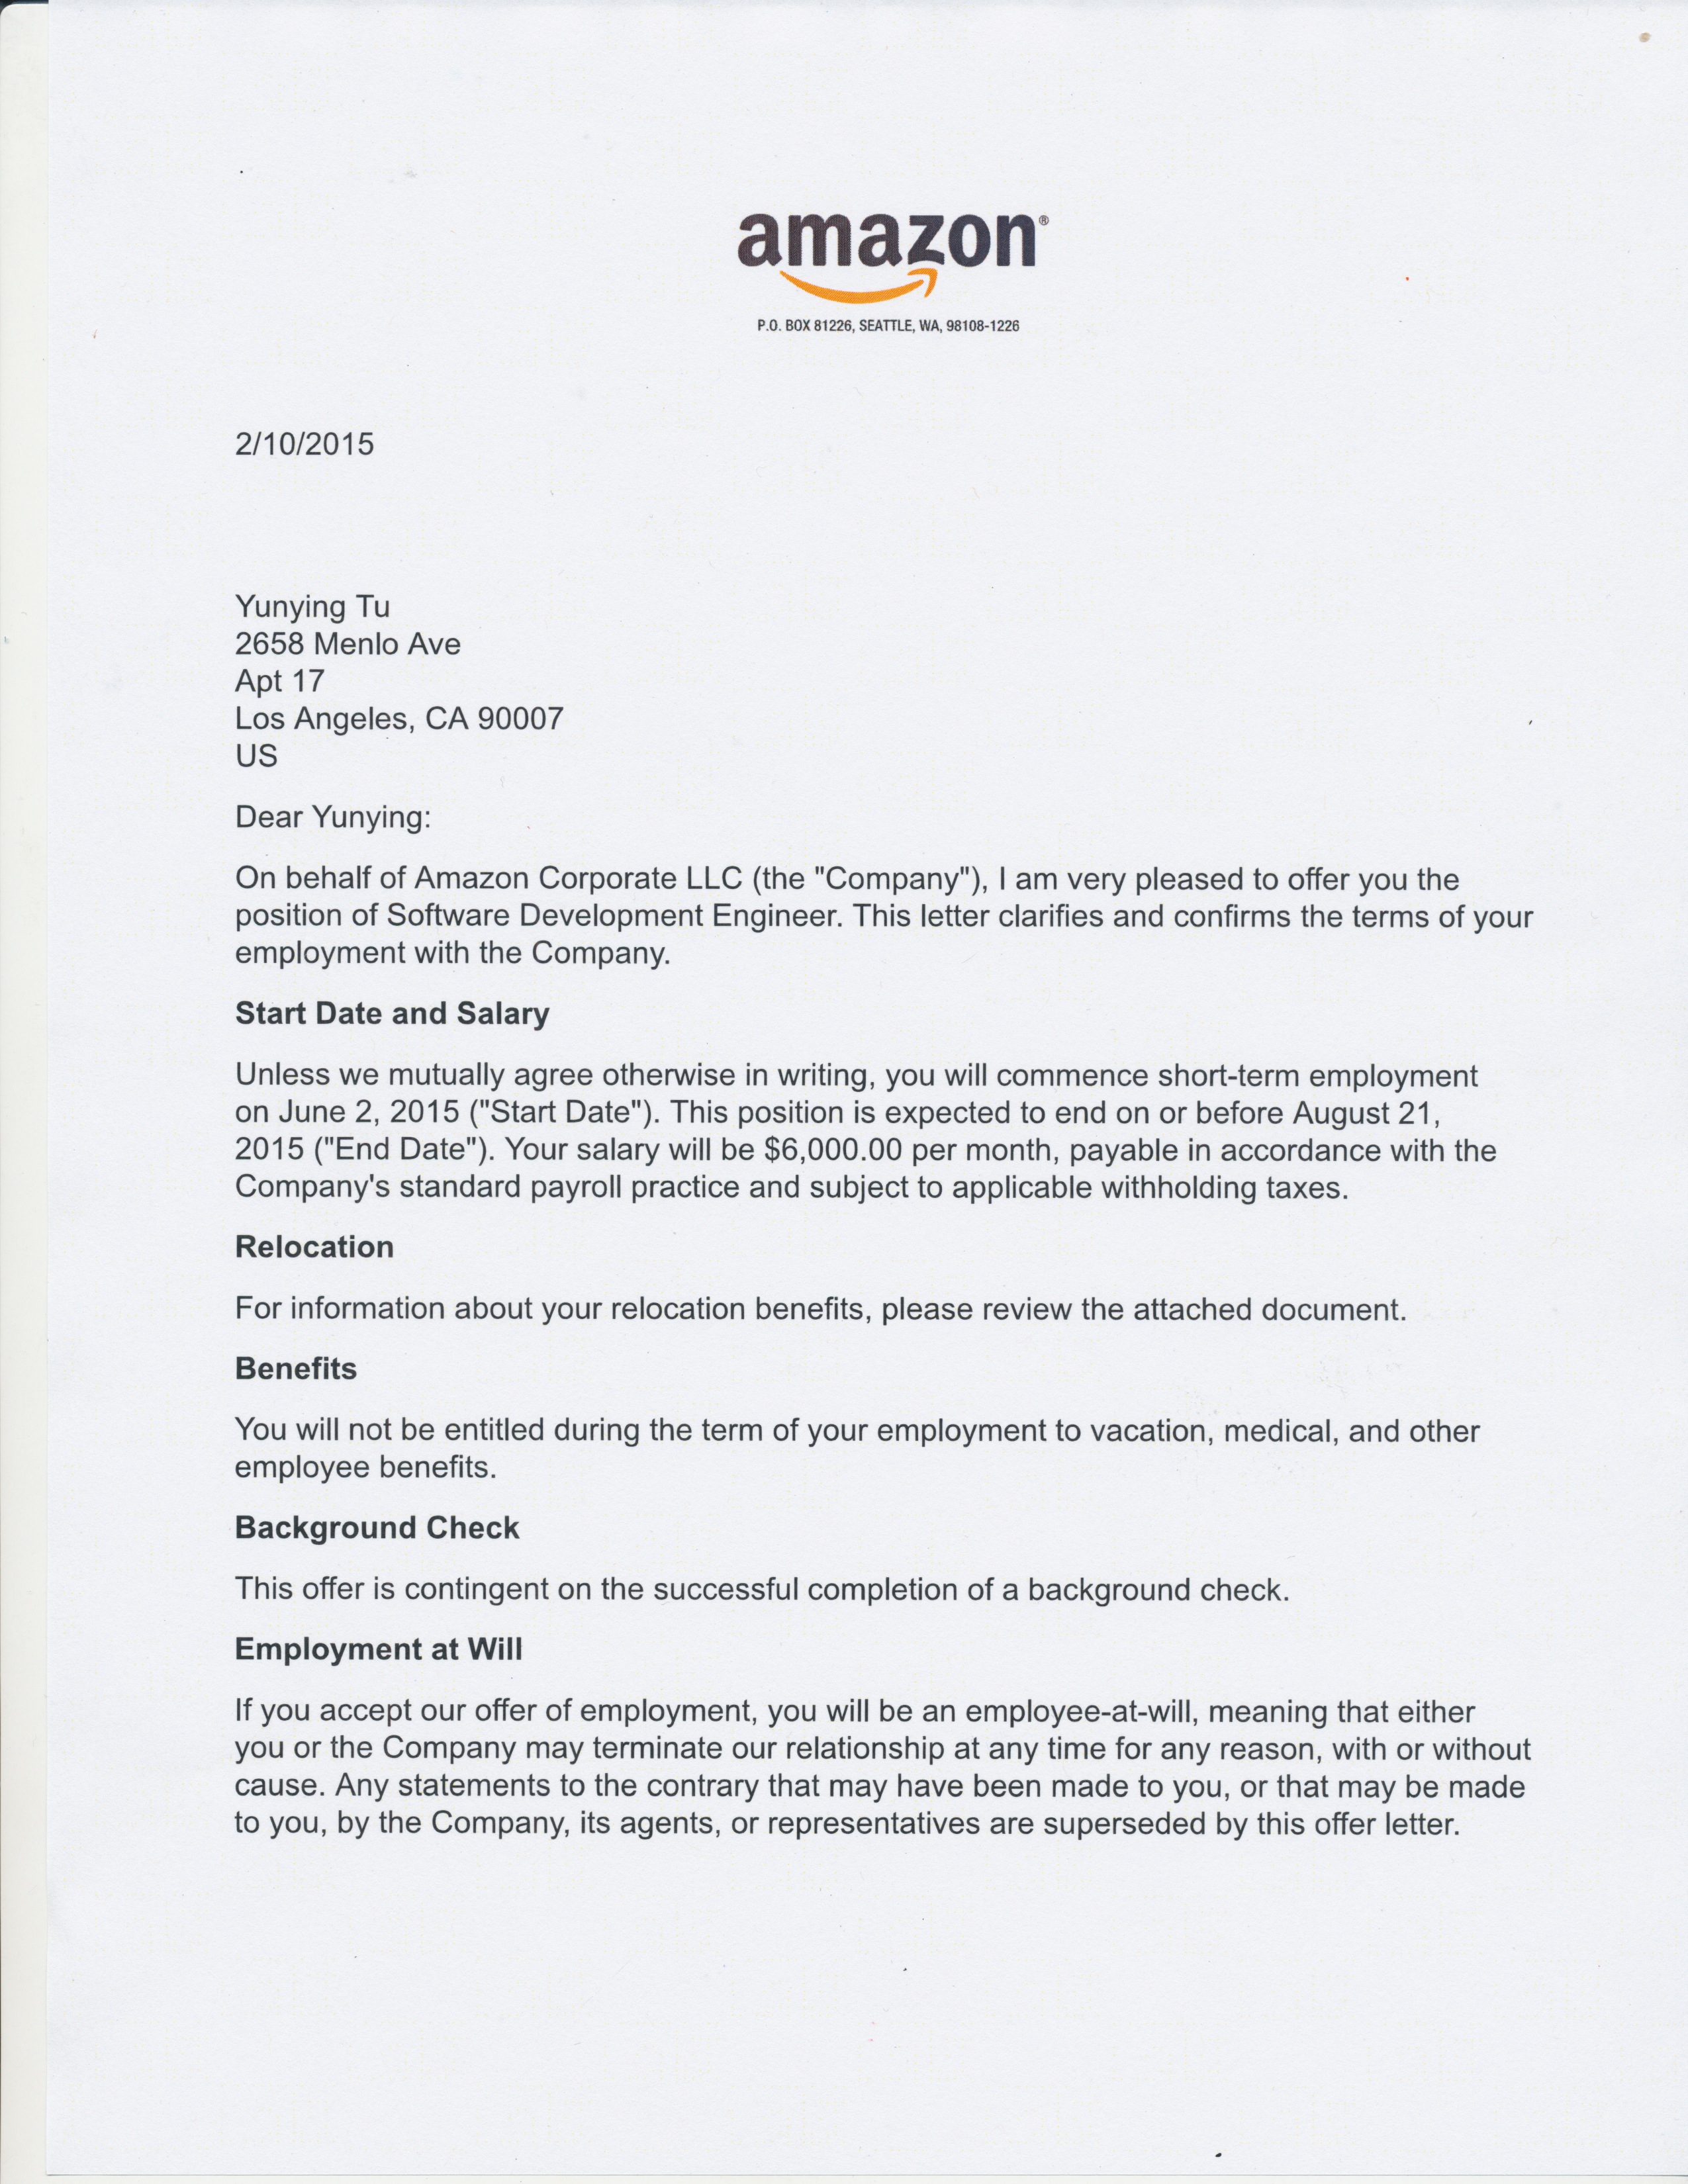 amazon®
P.O. BOX 81226, SEATTLE, WA, 98108-1226
2/10/2015
Yunying Tu
2658 Menlo Ave
Apt 17
Los Angeles, CA 90007
US
Dear Yunying:
On behalf of Amazon Corporate LLC (the "Company"), I am very pleased to offer you the
position of Software Development Engineer. This letter clarifies and confirms the terms of your
employment with the Company.
Start Date and Salary
Unless we mutually agree otherwise in writing, you will commence short-term employment
on June 2, 2015 ("Start Date"). This position is expected to end on or before August 21,
2015 ("End Date"). Your salary will be $6,000.00 per month, payable in accordance with the
Company's standard payroll practice and subject to applicable withholding taxes.
Relocation
For information about your relocation benefits, please review the attached document.
Benefits
You will not be entitled during the term of your employment to vacation, medical, and other
employee benefits.
Background Check
This offer is contingent on the successful completion of a background check.
Employment at Will
If you accept our offer of employment, you will be an employee-at-will, meaning that either
you or the Company may terminate our relationship at any time for any reason, with or without
cause. Any statements to the contrary that may have been made to you, or that may be made
to you, by the Company, its agents, or representatives are superseded by this offer letter.